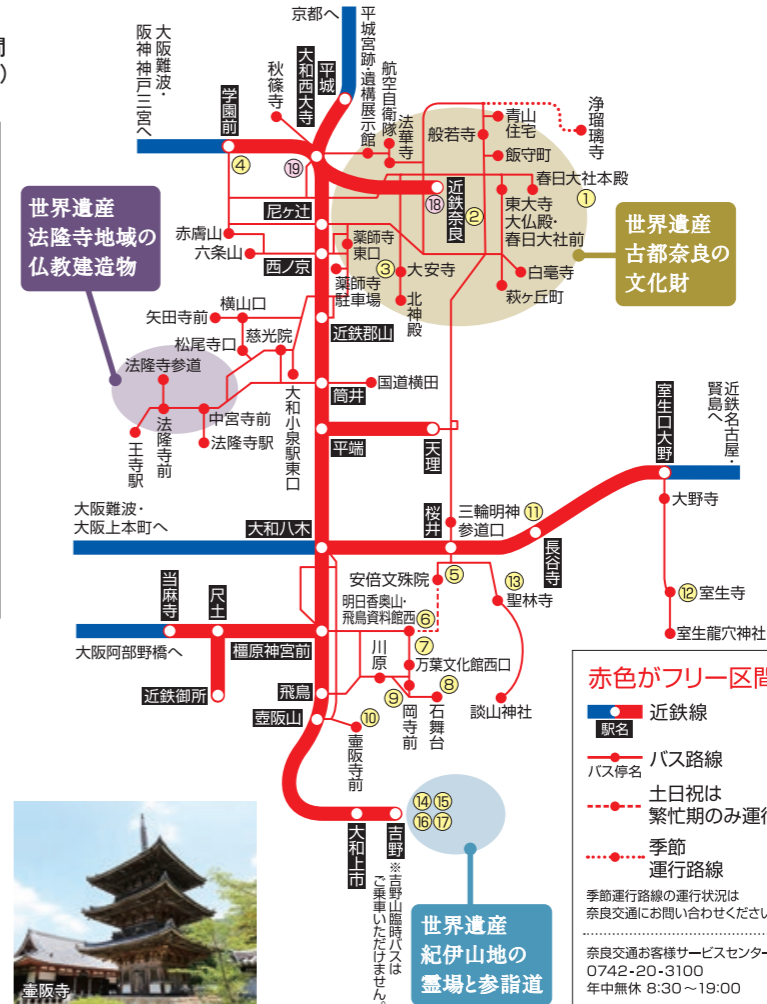 間
)
京都へ
大阪難波・
阪神 神戸三宮へ
学園前
秋篠寺
大和西大寺
平城
平城宮跡・遺構展示館
航空自衛隊
法華寺
般若寺
青山
住宅
飯守町
浄瑠璃寺
④
⑲
近鉄奈良
⑱
②
春日大社本殿
①
東大寺
大仏殿・
春日大社前
世界遺産
法隆寺地域の
仏教建造物
世界遺産
古都奈良の
文化財
尼ヶ辻
赤膚山
六条山
西ノ京
薬師寺
東口
薬師寺
駐車場
③
大安寺
北神殿
白毫寺
萩ヶ丘町
横山口
矢田寺前
松尾寺口
慈光院
近鉄郡山
法隆寺参道
筒井
国道横田
中宮寺前
法隆寺駅
法隆寺前
王寺駅
大和小泉駅東口
平端
天理
室生口大野
近鉄名古屋・
賢島へ
大野寺
⑫
室生寺
室生龍穴神社
大阪難波・
大阪上本町へ
大和八木
桜井
三輪明神
参道口
⑪
長谷寺
安倍文殊院
⑤
⑬
聖林寺
談山神社
当麻寺
尺土
大阪阿部野橋へ
橿原神宮前
近鉄御所
明日香奥山・
飛鳥資料館西
⑥
⑦
万葉文化館西口
川原
⑧
⑨
岡寺前
石舞台
飛鳥
壺阪山
⑩
壷阪寺前
大和上市
吉野
※吉野山臨時バスは
ご乗車いただけません。
⑭⑮
⑯⑰
世界遺産
紀伊山地の
霊場と参詣道
壷阪寺
赤色がフリー区間
近鉄線
駅名
バス路線
バス停名
土日祝は
繁忙期のみ運行
季節
運行路線
季節運行路線の運行状況は
奈良交通にお問い合わせください
奈良交通お客様サービスセンター
0742-20-3100
年中無休 8:30~19:00